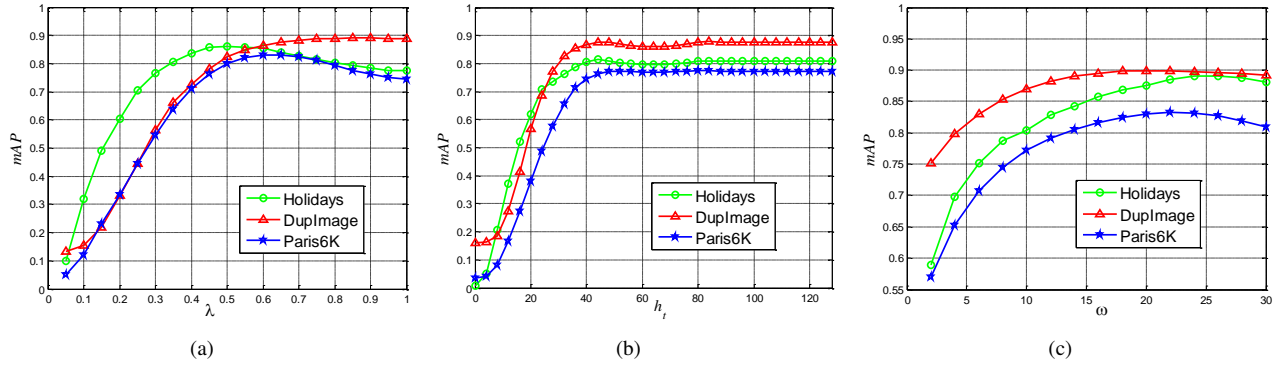 1
0.9
0.8
0.7
0.6
0.5
0.4
0.3
0.2
0.1
0
mAP
Holidays
DupImage
Paris6K
0 0.1 0.2 0.3 0.4 0.5 0.6 0.7 0.8 0.9 1
λ
(a)
1
0.9
0.8
0.7
0.6
0.5
0.4
0.3
0.2
0.1
0
mAP
Holidays
DupImage
Paris6K
0 20 40 60 80 100 120
h_t
(b)
1
0.95
0.9
0.85
0.8
0.75
0.7
0.65
0.6
0.55
mAP
Holidays
DupImage
Paris6K
0 5 10 15 20 25 30
ω
(c)